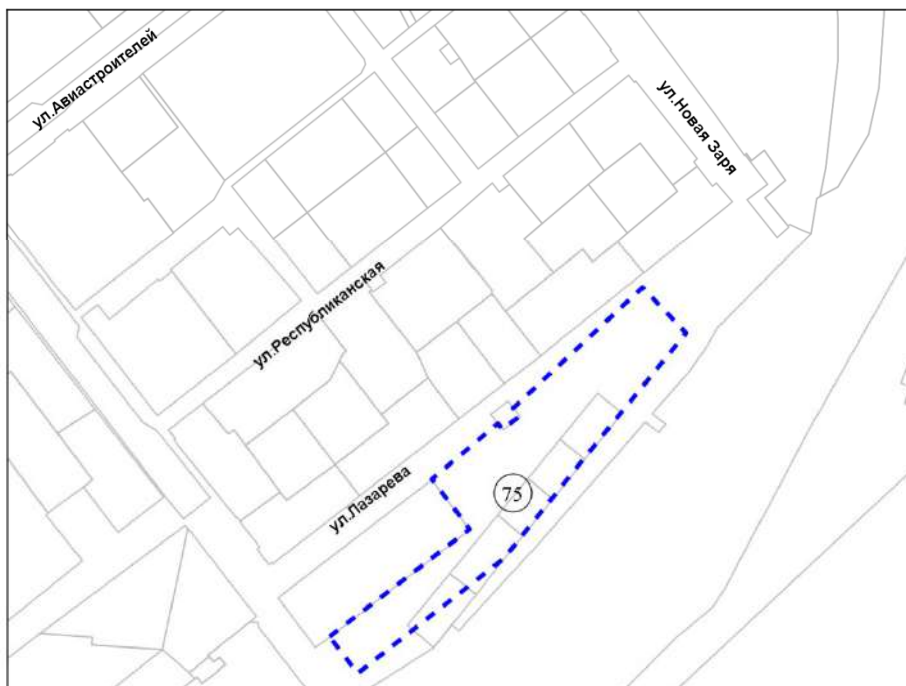 ул.Авиастроителей
ул.Новая Заря
ул.Республиканская
ул.Лазарева
75